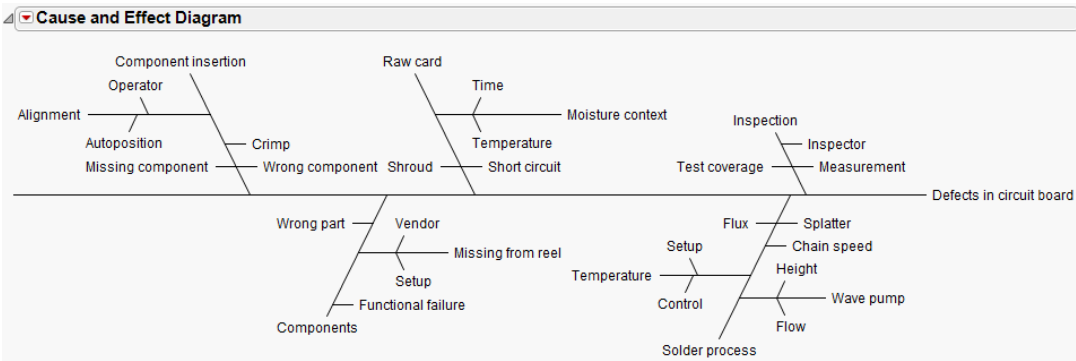 Cause and Effect Diagram
Component insertion
Raw card
Operator
Time
Alignment
Moisture context
Inspection
Autoposition
Crimp
Temperature
Inspector
Missing component
Wrong component
Shroud
Short circuit
Test coverage
Measurement
Defects in circuit board
Wrong part
Vendor
Flux
Splatter
Setup
Chain speed
Missing from reel
Height
Temperature
Setup
Control
Wave pump
Functional failure
Flow
Components
Solder process